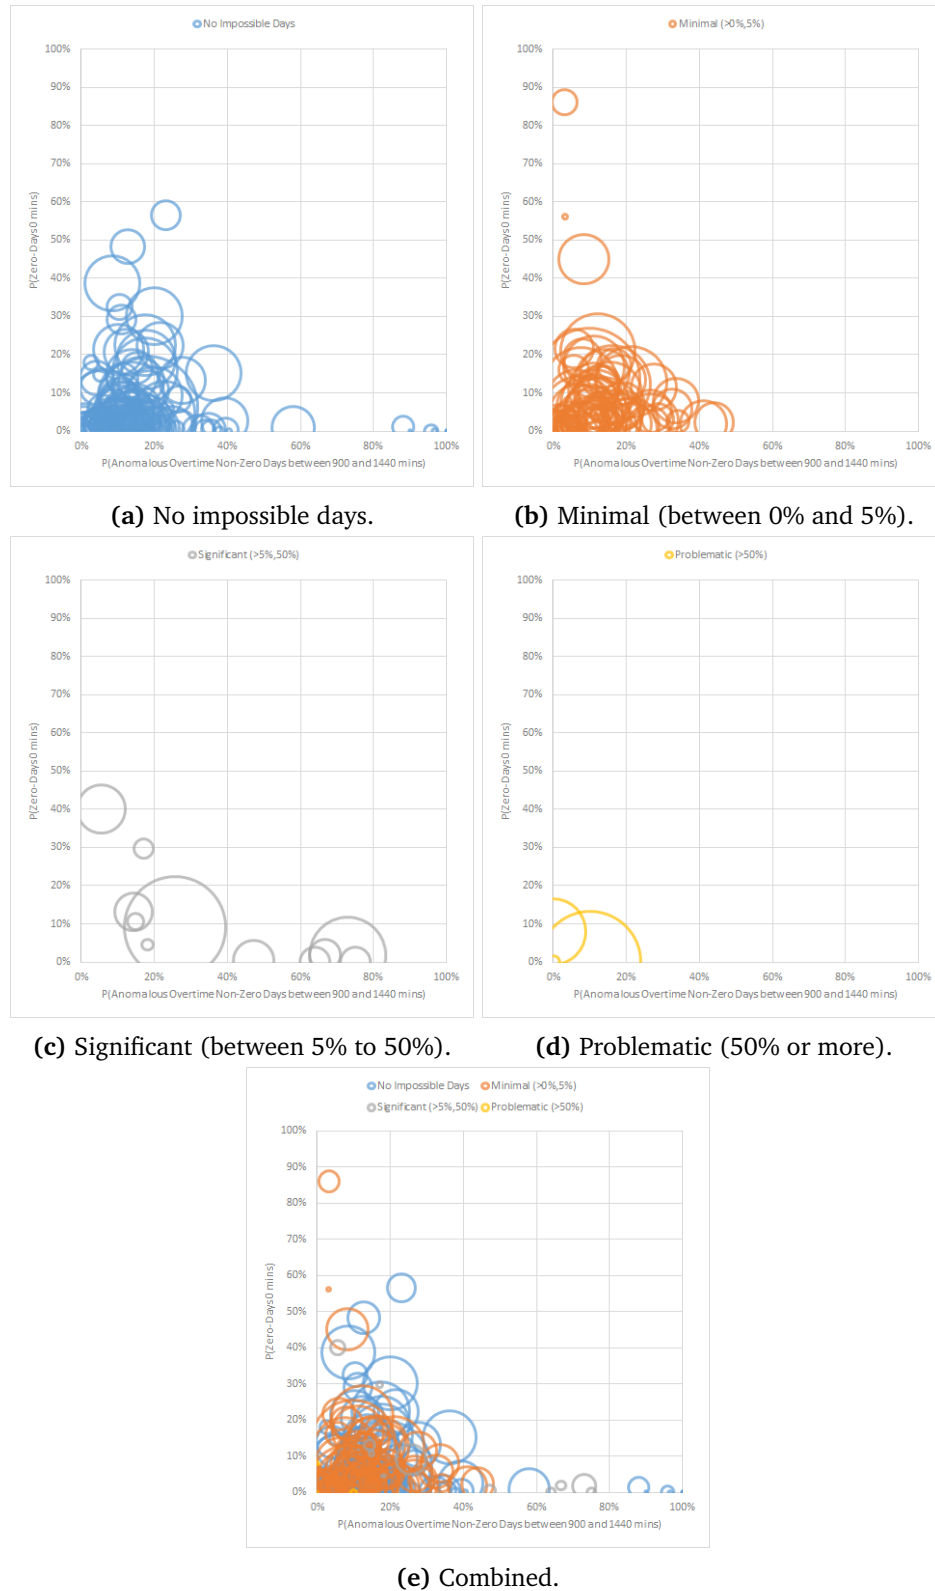 No Impossible Days
100%
90%
80%
70%
60%
50%
40%
30%
20%
10%
0%
0% 20% 40% 60% 80% 100%
P(Zero-Days0 mins)
P(Anomalous Overtime Non-Zero Days between 900 and 1440 mins)
(a) No impossible days.
Minimal (>0%,5%)
100%
90%
80%
70%
60%
50%
40%
30%
20%
10%
0%
0% 20% 40% 60% 80% 100%
P(Zero-Days0 mins)
P(Anomalous Overtime Non-Zero Days between 900 and 1440 mins)
(b) Minimal (between 0% and 5%).
Significant (>5%,50%)
100%
90%
80%
70%
60%
50%
40%
30%
20%
10%
0%
0% 20% 40% 60% 80% 100%
P(Zero-Days0 mins)
P(Anomalous Overtime Non-Zero Days between 900 and 1440 mins)
(c) Significant (between 5% to 50%).
Problematic (>50%)
100%
90%
80%
70%
60%
50%
40%
30%
20%
10%
0%
0% 20% 40% 60% 80% 100%
P(Zero-Days0 mins)
P(Anomalous Overtime Non-Zero Days between 900 and 1440 mins)
(d) Problematic (50% or more).
No Impossible Days Minimal (>0%,5%)
Significant (>5%,50%) Problematic (>50%)
100%
90%
80%
70%
60%
50%
40%
30%
20%
10%
0%
0% 20% 40% 60% 80% 100%
P(Zero-Days0 mins)
P(Anomalous Overtime Non-Zero Days between 900 and 1440 mins)
(e) Combined.